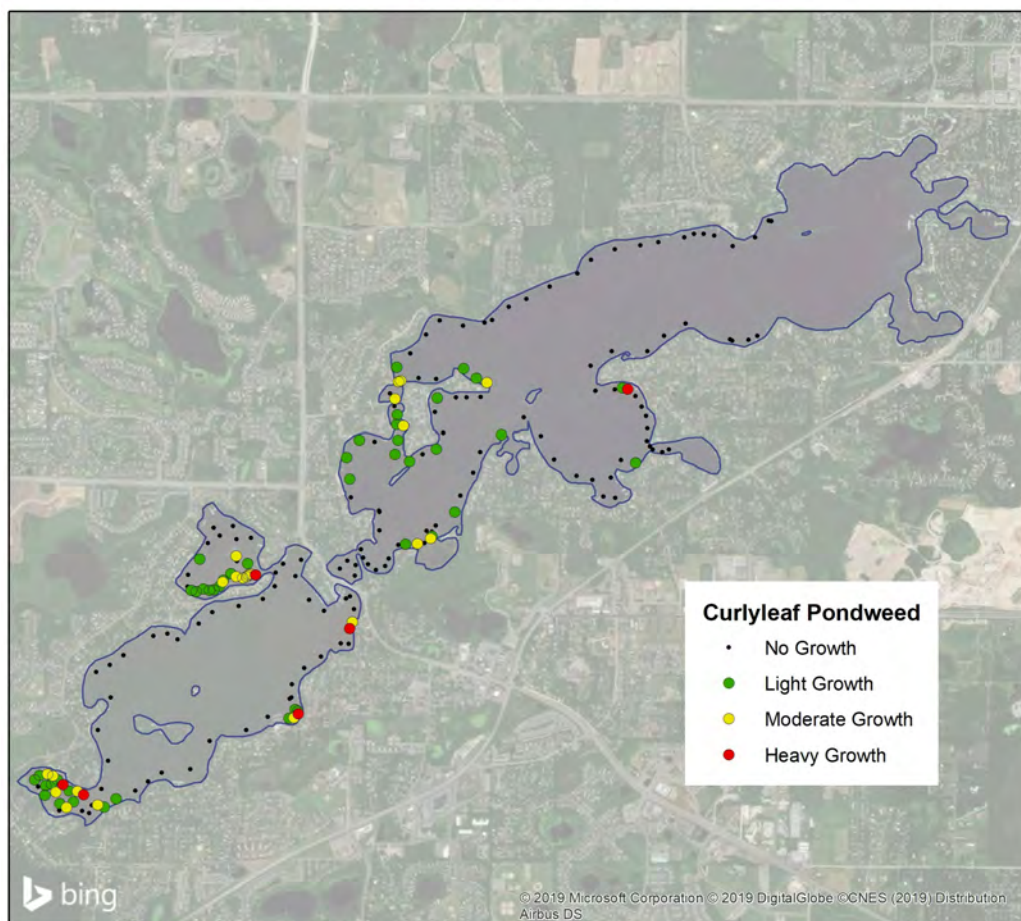 Curlyleaf Pondweed
No Growth
Light Growth
Moderate Growth
Heavy Growth
bing
© 2019 Microsoft Corporation © 2019 DigitalGlobe ©CNES (2019) Distribution
Airbus DS